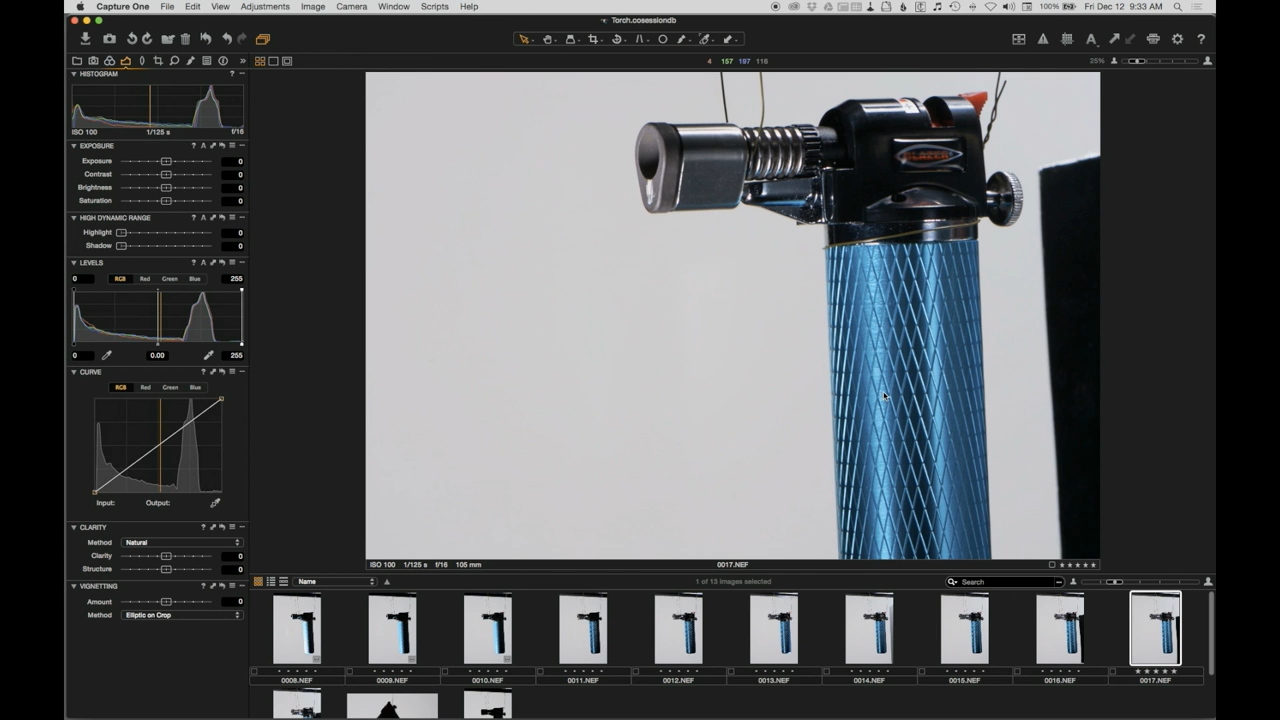 Capture One File Edit View Adjustments Image Camera Window Scripts Help 100% Fri Dec 12 9:33 AM
Torch.cosessiondb
4 157 197 116 25%
HISTOGRAM ?
ISO 100 1/125 s f/16
EXPOSURE ? A
Exposure 0
Contrast 0
Brightness 0
Saturation 0
HIGH DYNAMIC RANGE ? A
Highlight 0
Shadow 0
LEVELS ? A
0 RGB Red Green Blue 255
0 0.00 255
CURVE ?
RGB Red Green Blue
Input: Output:
CLARITY ?
Method Natural
Clarity 0
Structure 0
VIGNETTING ?
Amount 0
Method Elliptic on Crop
BLAZER
ISO 100 1/125 s f/16 105 mm 0017.NEF
Name 1 of 13 images selected Search
0008.NEF 0009.NEF 0010.NEF 0011.NEF 0012.NEF 0013.NEF 0014.NEF 0015.NEF 0016.NEF 0017.NEF